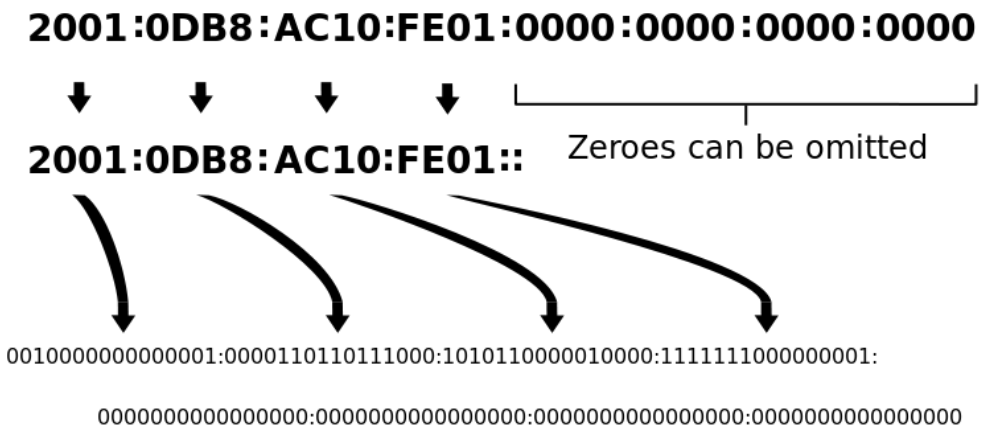 2001:0DB8:AC10:FE01:0000:0000:0000:0000
Zeroes can be omitted
2001:0DB8:AC10:FE01::
0010000000000001:0000110110111000:1010110000010000:1111111000000001:
0000000000000000:0000000000000000:0000000000000000:0000000000000000